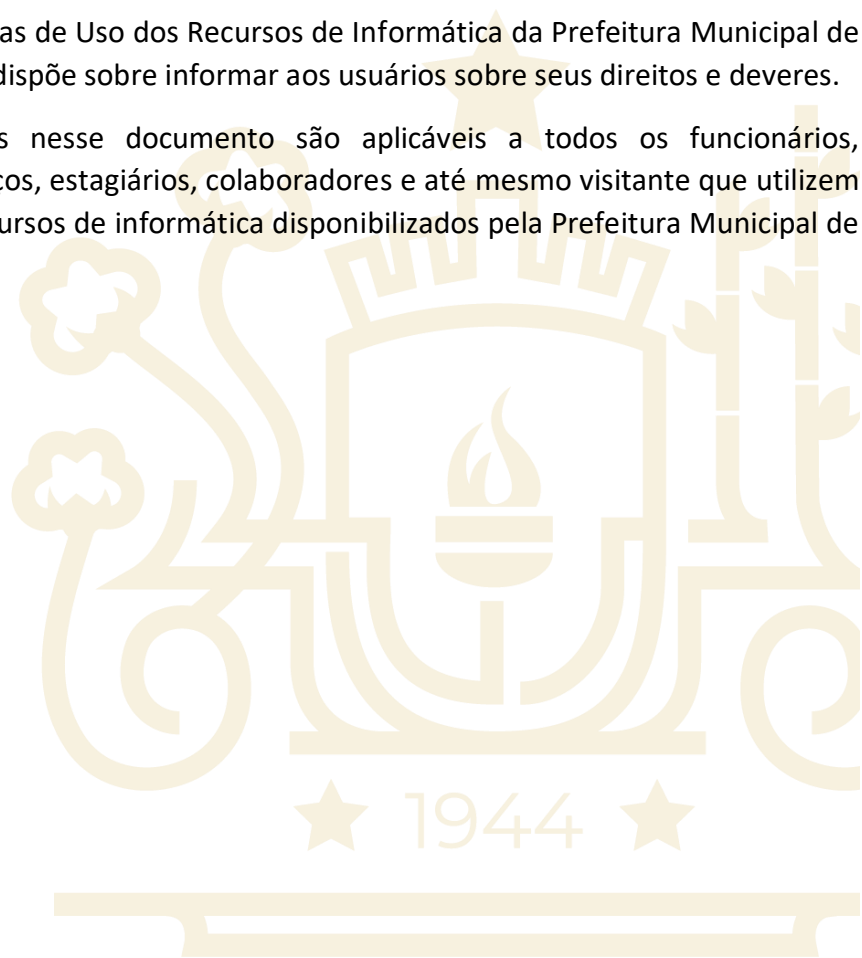 as de Uso dos Recursos de Informática da Prefeitura Municipal de
dispõe sobre informar aos usuários sobre seus direitos e deveres.
s nesse documento são aplicáveis a todos os funcionários,
cos, estagiários, colaboradores e até mesmo visitante que utilizem
ursos de informática disponibilizados pela Prefeitura Municipal de
1944